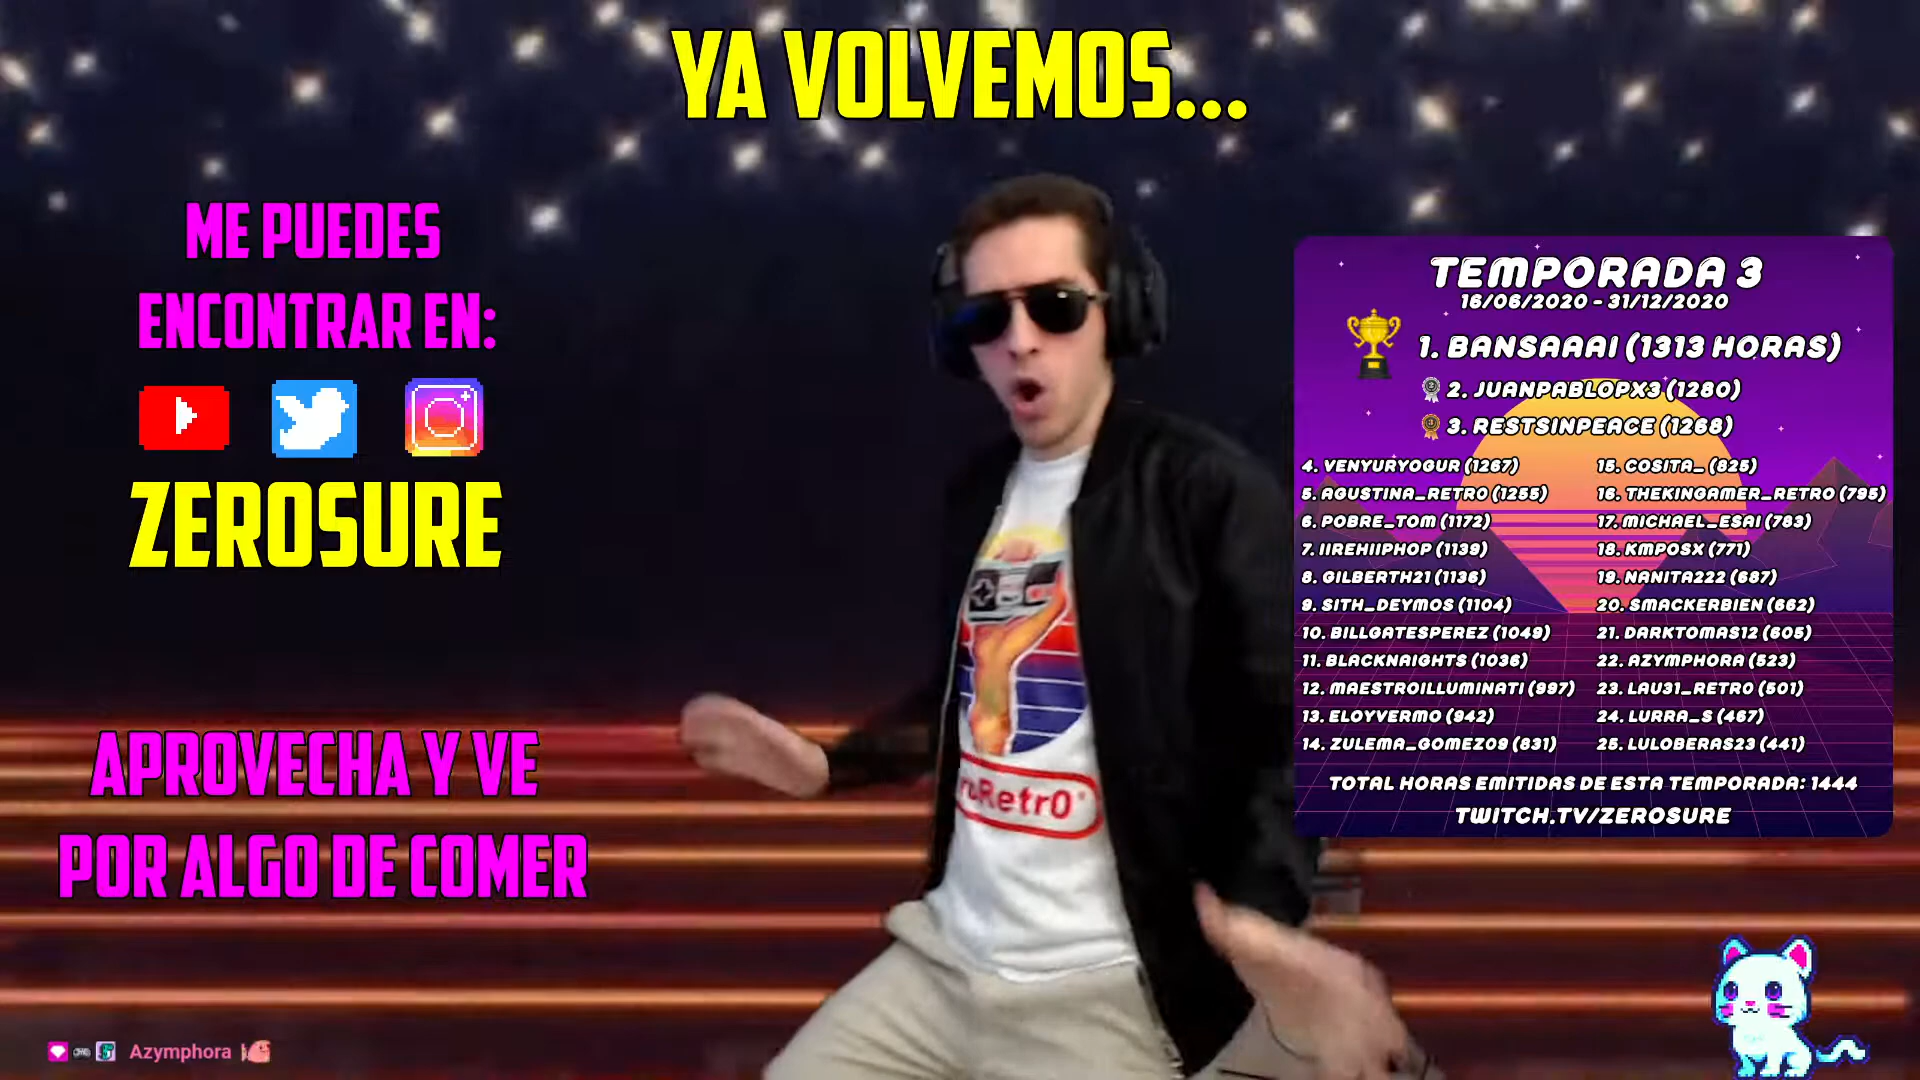 YA VOLVEMOS...
ME PUEDES
ENCONTRAR EN:
ZEROSURE
APROVECHA Y VE
POR ALGO DE COMER
TEMPORADA 3
16/06/2020 - 31/12/2020
1. BANSAAAI (1313 HORAS)
2. JUANPABLOPX3 (1280)
3. RESTSINPEACE (1268)
4. VENYURYOGUR (1267)
5. AGUSTINA_RETRO (1255)
6. POBRE_TOM (1172)
7. IIREHIIPHOP (1139)
8. GILBERTH21 (1136)
9. SITH_DEYMOS (1104)
10. BILLGATESPEREZ (1049)
11. BLACKNAIGHTS (1036)
12. MAESTROILLUMINATI (997)
13. ELOYVERMO (942)
14. ZULEMA_GOMEZ09 (831)
15. COSITA_ (825)
16. THEKINGAMER_RETRO (795)
17. MICHAEL_ESAI (783)
18. KMPOSX (771)
19. NANITA222 (687)
20. SMACKERBIEN (662)
21. DARKTOMAS12 (605)
22. AZYMPHORA (523)
23. LAU31_RETRO (501)
24. LURRA_S (467)
25. LULOBERAS23 (441)
TOTAL HORAS EMITIDAS DE ESTA TEMPORADA: 1444
TWITCH.TV/ZEROSURE
Azymphora